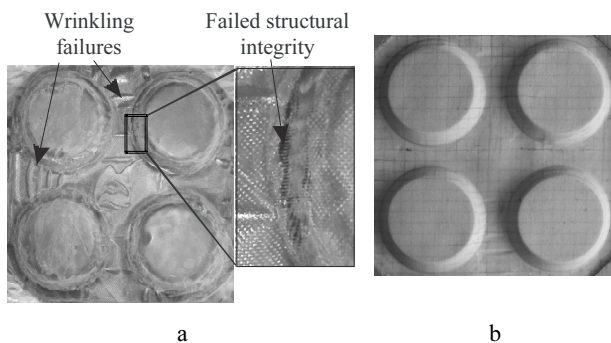 Wrinkling
failures
Failed structural
integrity
a
b